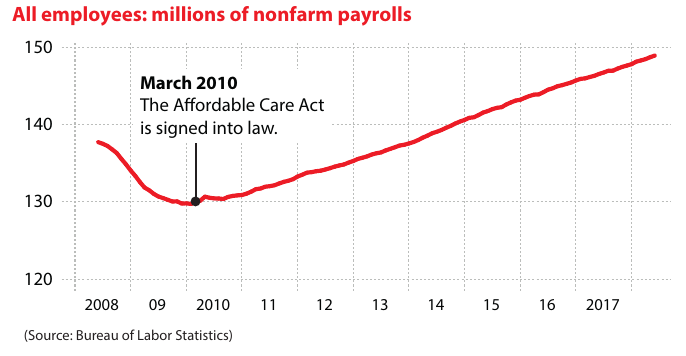 All employees: millions of nonfarm payrolls
150
March 2010
The Affordable Care Act
is signed into law.
140
130
120
2008 09 2010 11 12 13 14 15 16 2017
(Source: Bureau of Labor Statistics)